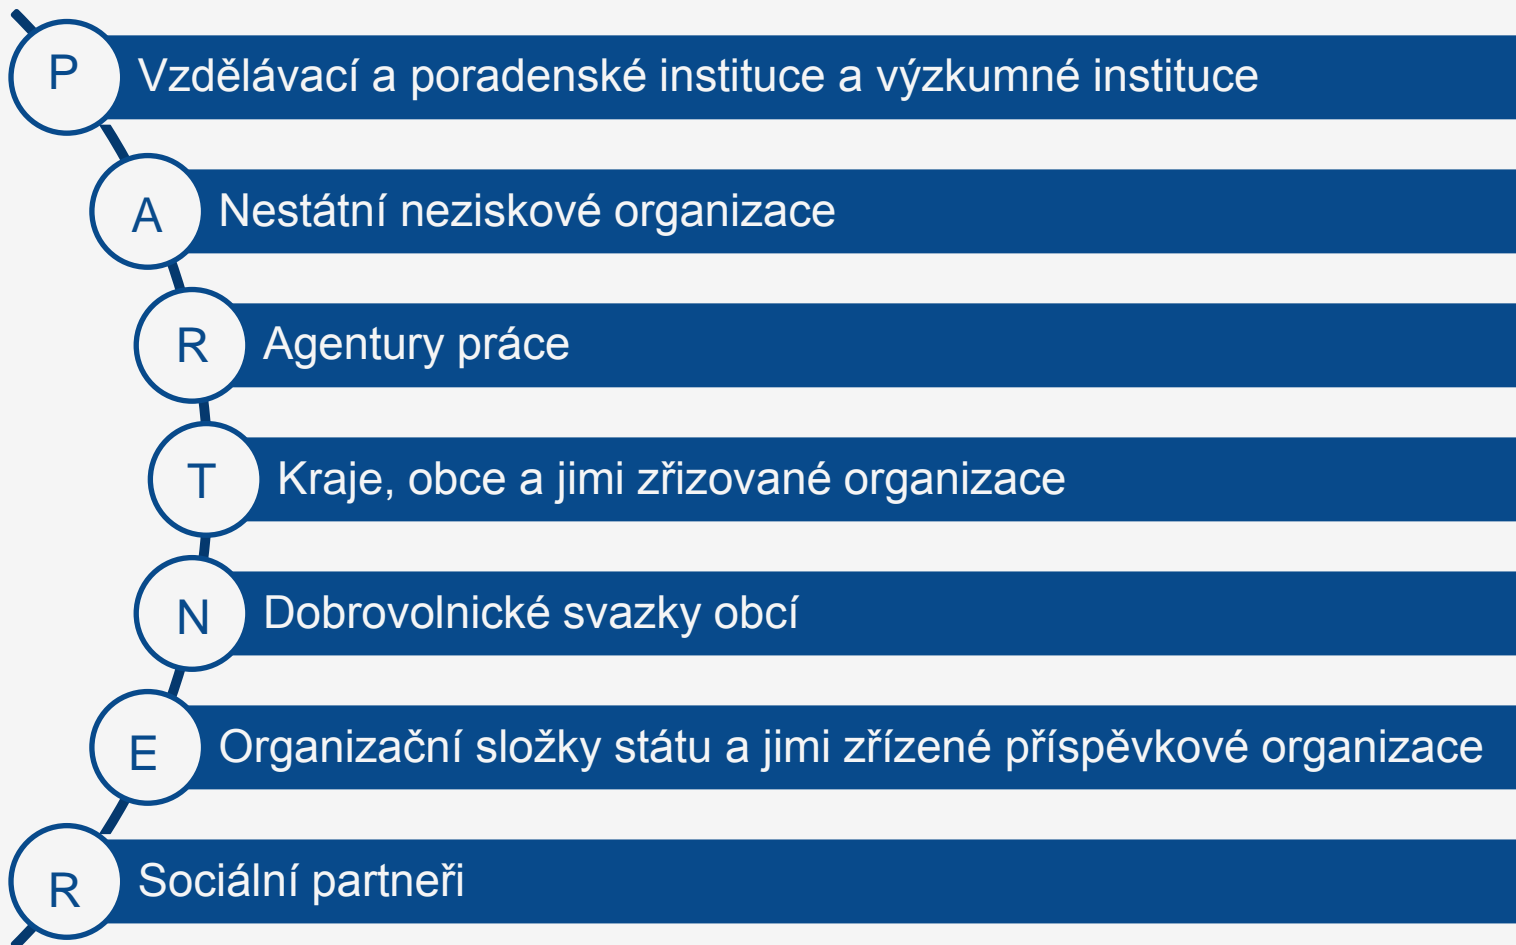 P
Vzdělávací a poradenské instituce a výzkumné instituce
A
Nestátní neziskové organizace
R
Agentury práce
T
Kraje, obce a jimi zřizované organizace
N
Dobrovolnické svazky obcí
E
Organizační složky státu a jimi zřízené příspěvkové organizace
R
Sociální partneři